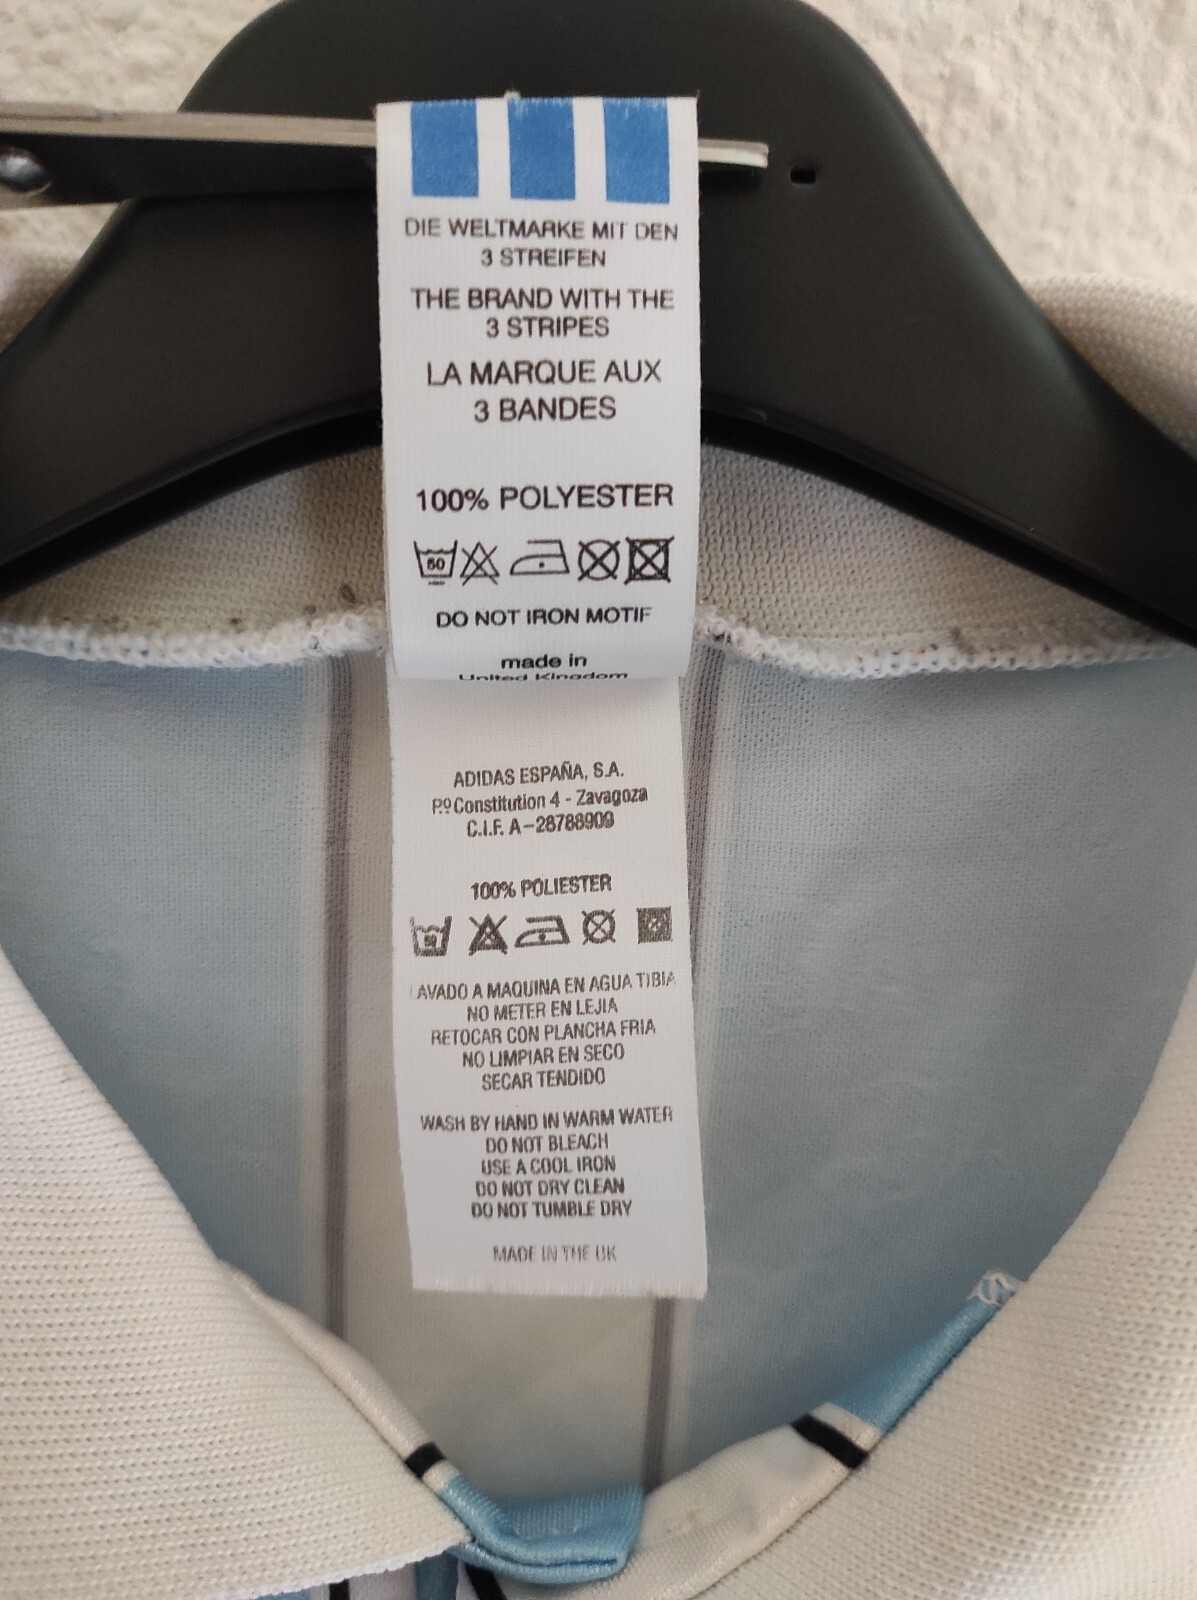 DIE WELTMARKE MIT DEN
3 STREIFEN
THE BRAND WITH THE
3 STRIPES
LA MARQUE AUX
3 BANDES
100% POLYESTER
DO NOT IRON MOTIF
made in
United Kingdom
ADIDAS ESPAÑA, S.A.
Pº Constitution 4 - Zavagoza
C.I.F. A-28788909
100% POLIESTER
LAVADO A MAQUINA EN AGUA TIBIA
NO METER EN LEJIA
RETOCAR CON PLANCHA FRIA
NO LIMPIAR EN SECO
SECAR TENDIDO
WASH BY HAND IN WARM WATER
DO NOT BLEACH
USE A COOL IRON
DO NOT DRY CLEAN
DO NOT TUMBLE DRY
MADE IN THE UK